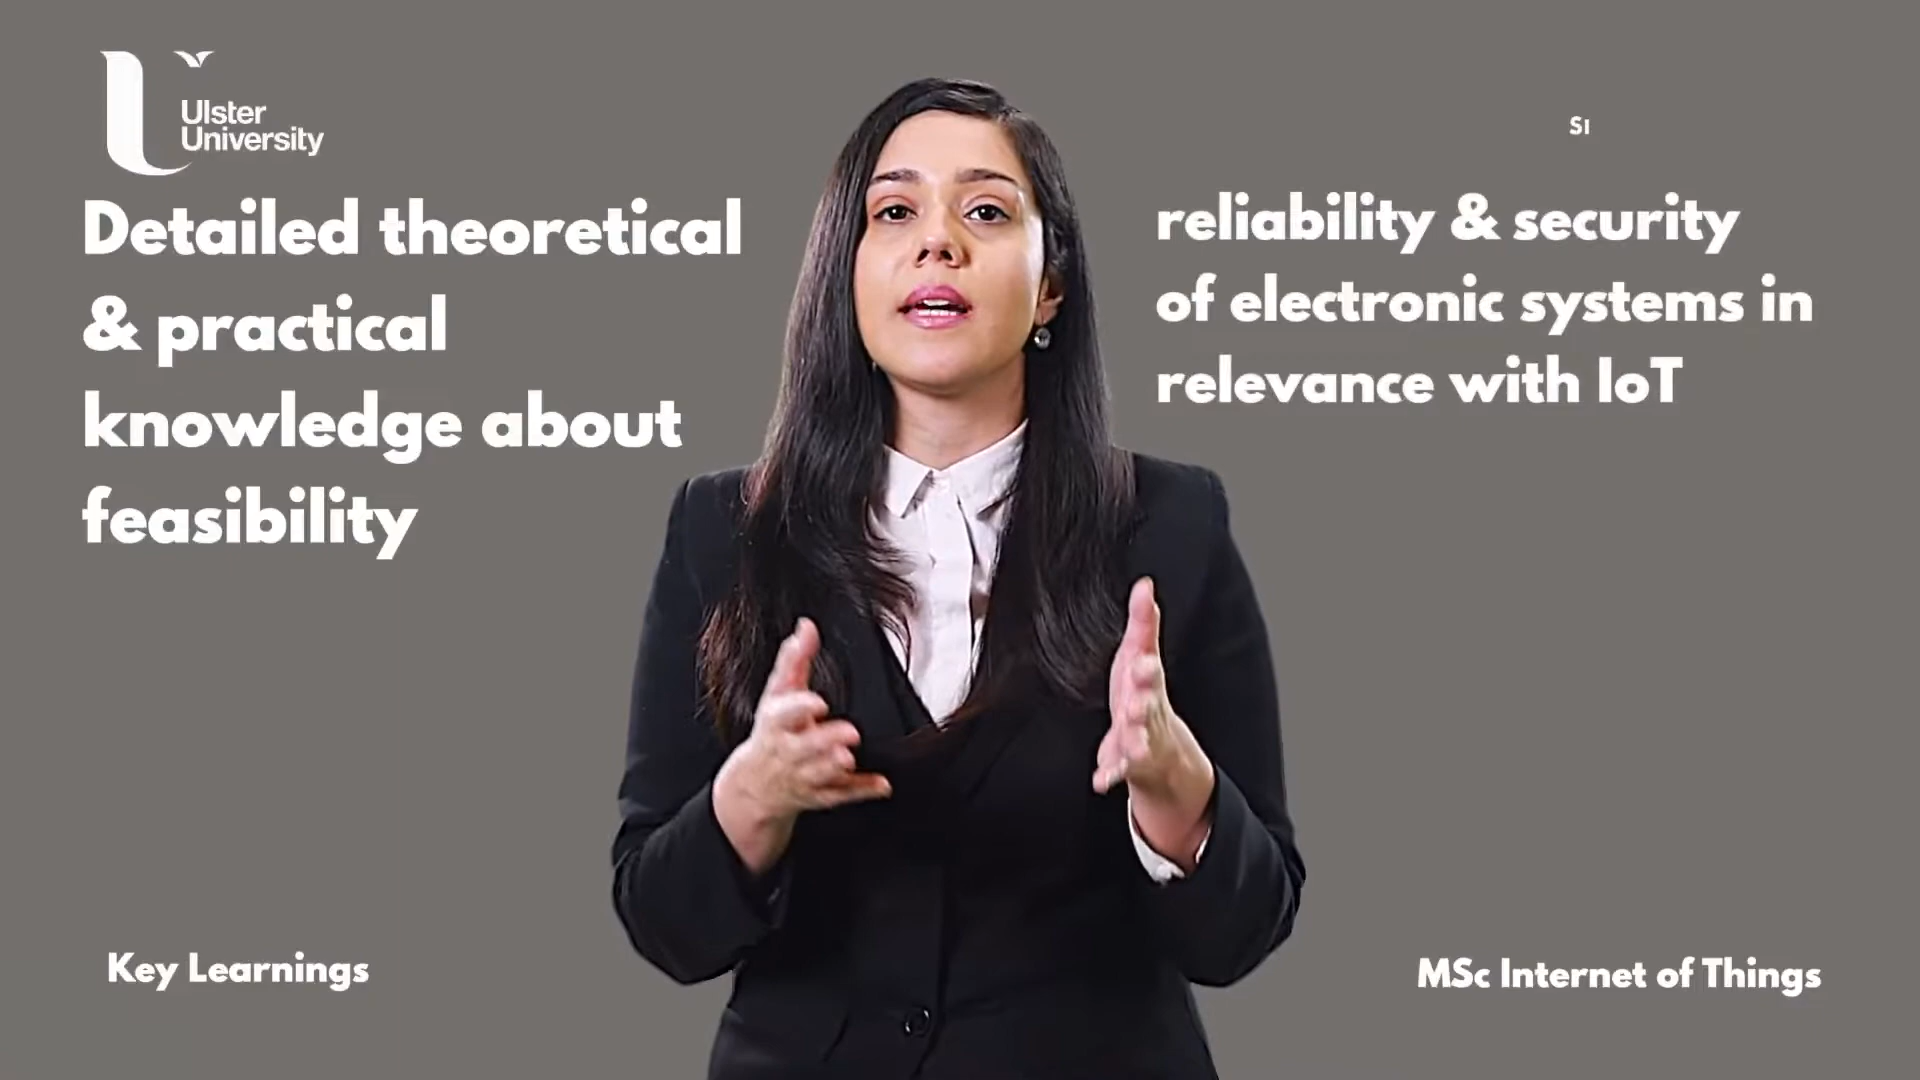 Ulster
University
Detailed theoretical
& practical
knowledge about
feasibility
reliability & security
of electronic systems in
relevance with IoT
Key Learnings
MSc Internet of Things